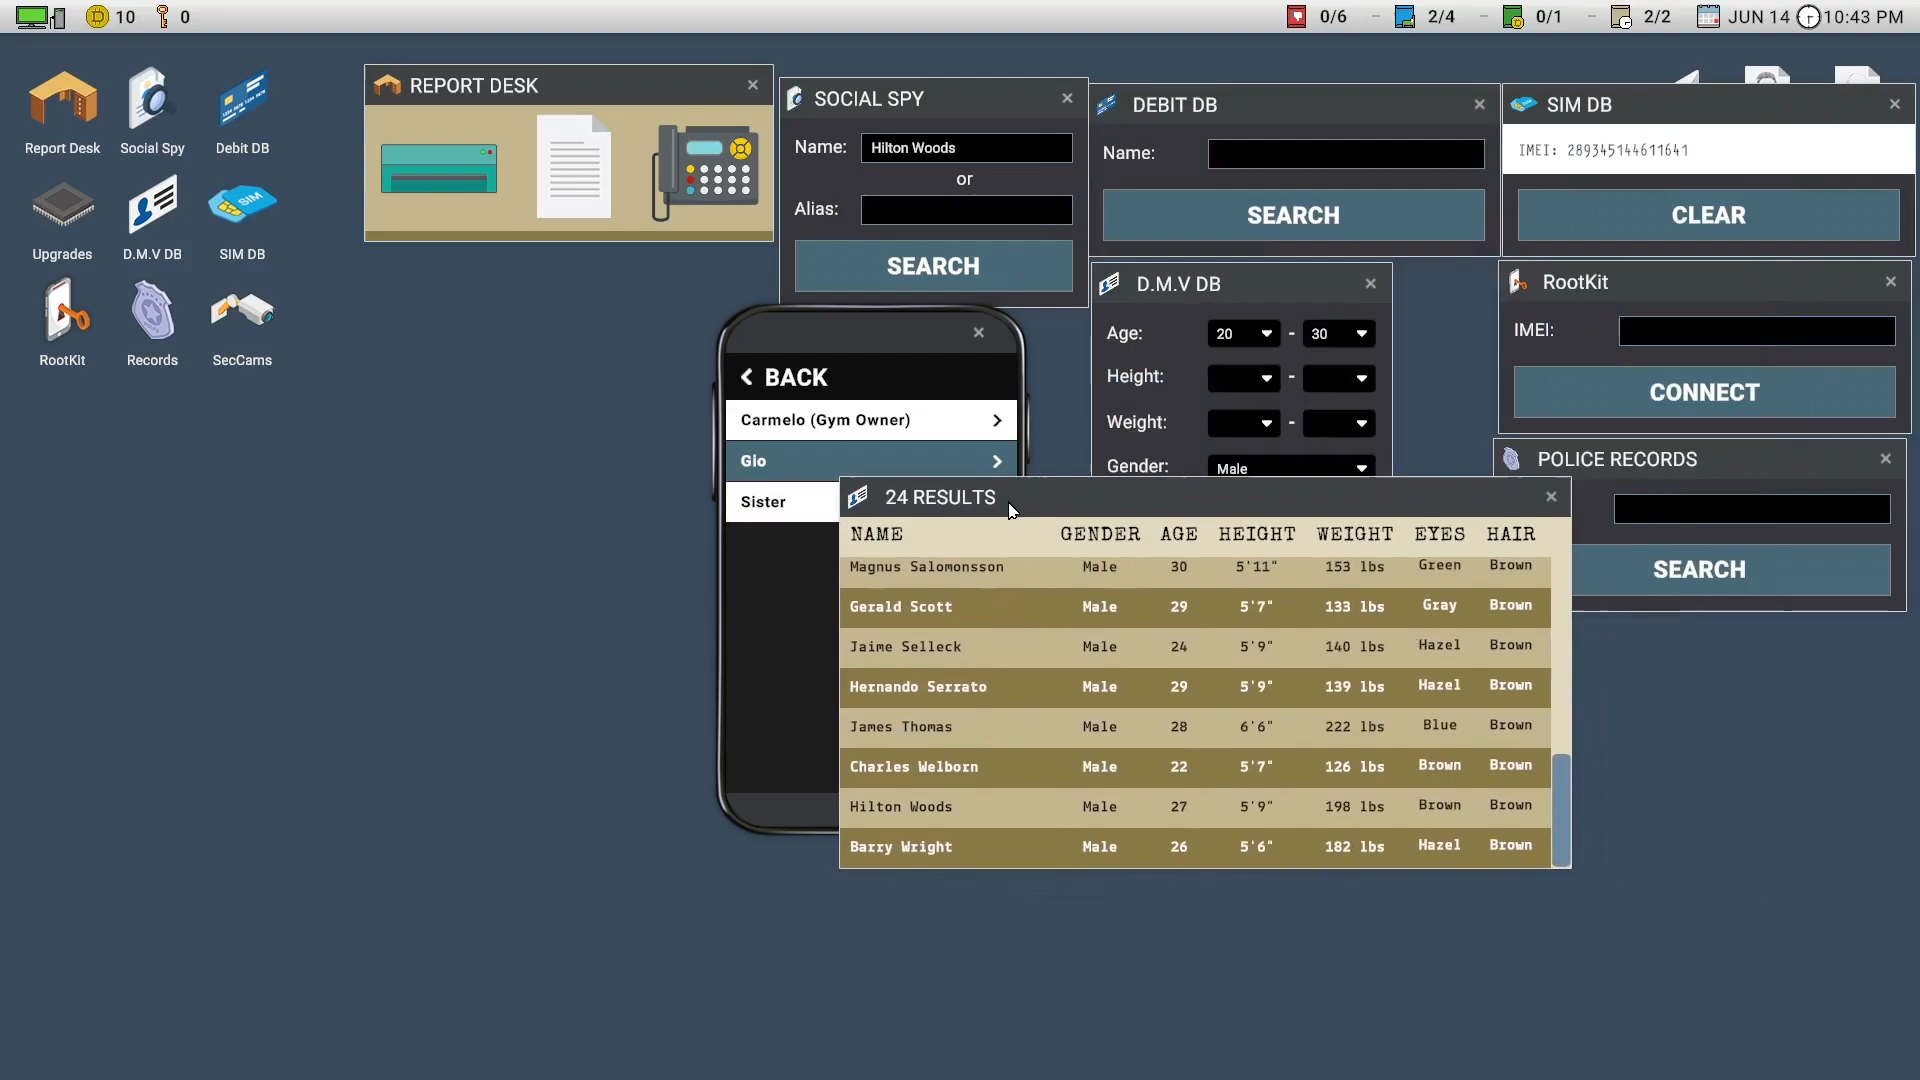 10
0
0/6
2/4
0/1
2/2
JUN 14
10:43 PM
Report Desk
Social Spy
Debit DB
Upgrades
D.M.V DB
SIM DB
SIM
RootKit
Records
SecCams
REPORT DESK
SOCIAL SPY
Name: Hilton Woods
or
Alias:
SEARCH
DEBIT DB
Name:
SEARCH
SIM DB
IMEI: 289345144611641
CLEAR
D.M.V DB
Age: 20 - 30
Height: -
Weight: -
Gender: Male
RootKit
IMEI:
CONNECT
POLICE RECORDS
SEARCH
BACK
Carmelo (Gym Owner)
Gio
Sister
24 RESULTS
NAME GENDER AGE HEIGHT WEIGHT EYES HAIR
Magnus Salomonsson Male 30 5'11" 153 lbs Green Brown
Gerald Scott Male 29 5'7" 133 lbs Gray Brown
Jaime Selleck Male 24 5'9" 140 lbs Hazel Brown
Hernando Serrato Male 29 5'9" 139 lbs Hazel Brown
James Thomas Male 28 6'6" 222 lbs Blue Brown
Charles Welborn Male 22 5'7" 126 lbs Brown Brown
Hilton Woods Male 27 5'9" 198 lbs Brown Brown
Barry Wright Male 26 5'6" 182 lbs Hazel Brown